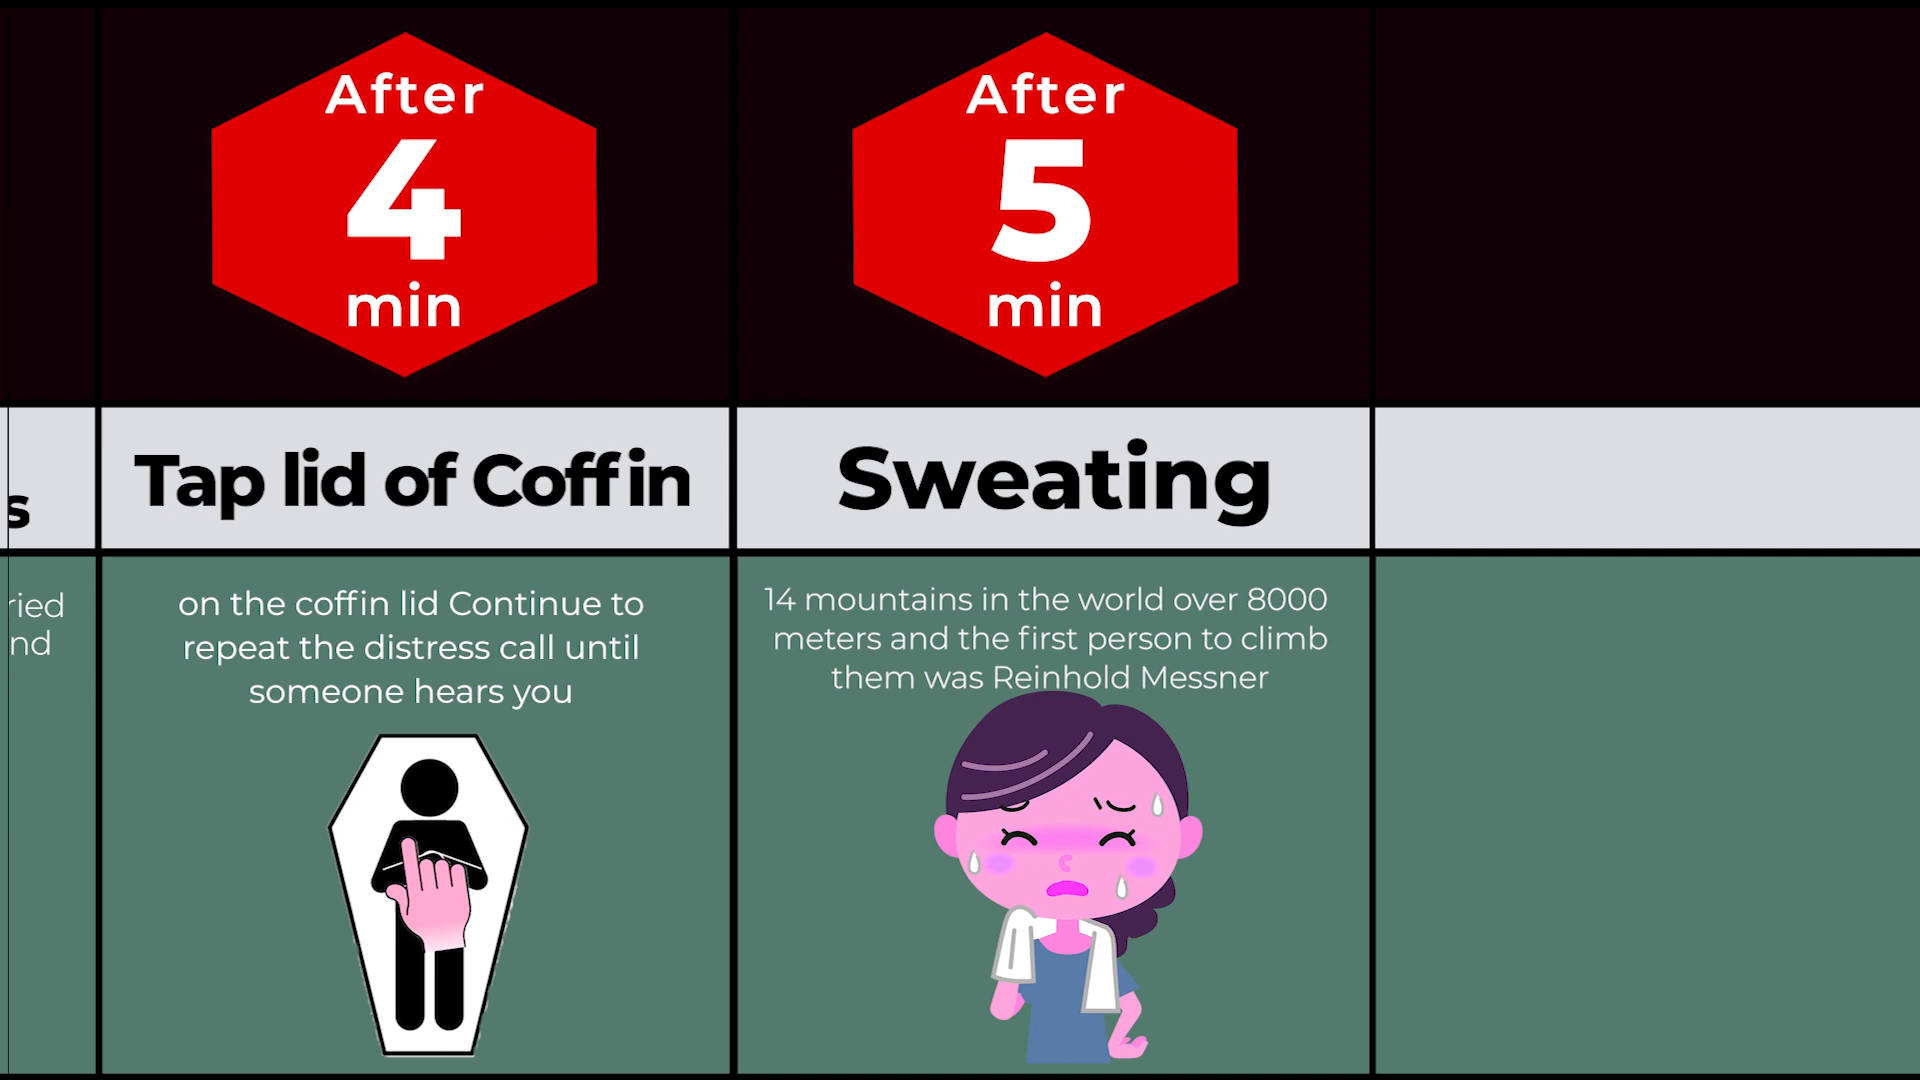 After
4
min
After
5
min
s
Tap lid of Coffin
Sweating
ried
nd
on the coffin lid Continue to
repeat the distress call until
someone hears you
14 mountains in the world over 8000
meters and the first person to climb
them was Reinhold Messner